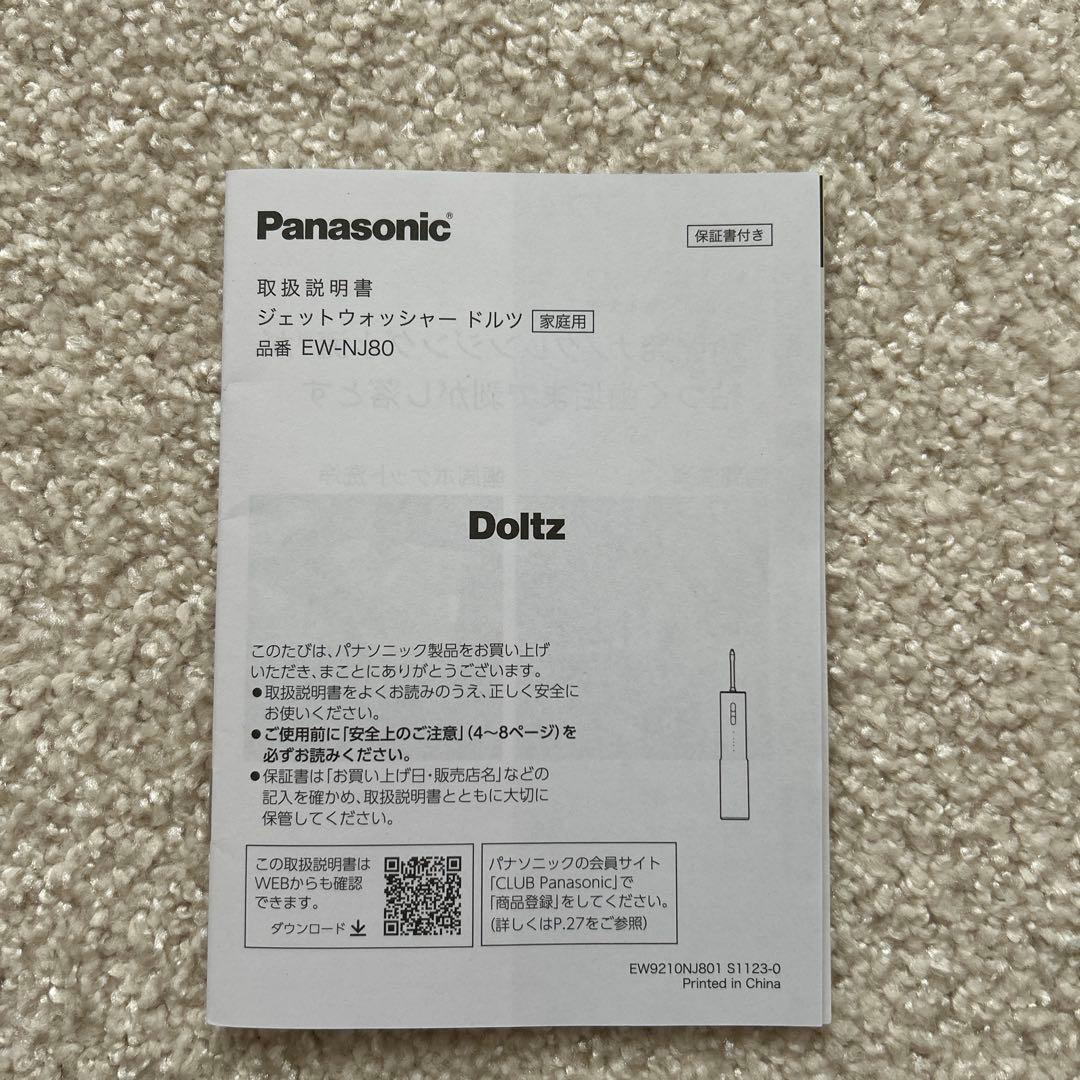 Panasonic®
保証書付き
取扱説明書
ジェットウォッシャー ドルツ 家庭用
品番 EW-NJ80
Doltz
このたびは、パナソニック製品をお買い上げ
いただき、まことにありがとうございます。
●取扱説明書をよくお読みのうえ、正しく安全に
お使いください。
●ご使用前に「安全上のご注意」(4〜8ページ)を
必ずお読みください。
●保証書は「お買い上げ日・販売店名」などの
記入を確かめ、取扱説明書とともに大切に
保管してください。
この取扱説明書は
WEBからも確認
できます。
ダウンロード
パナソニックの会員サイト
「CLUB Panasonic」で
「商品登録」をしてください。
(詳しくはP.27をご参照)
EW9210NJ801 S1123-0
Printed in China